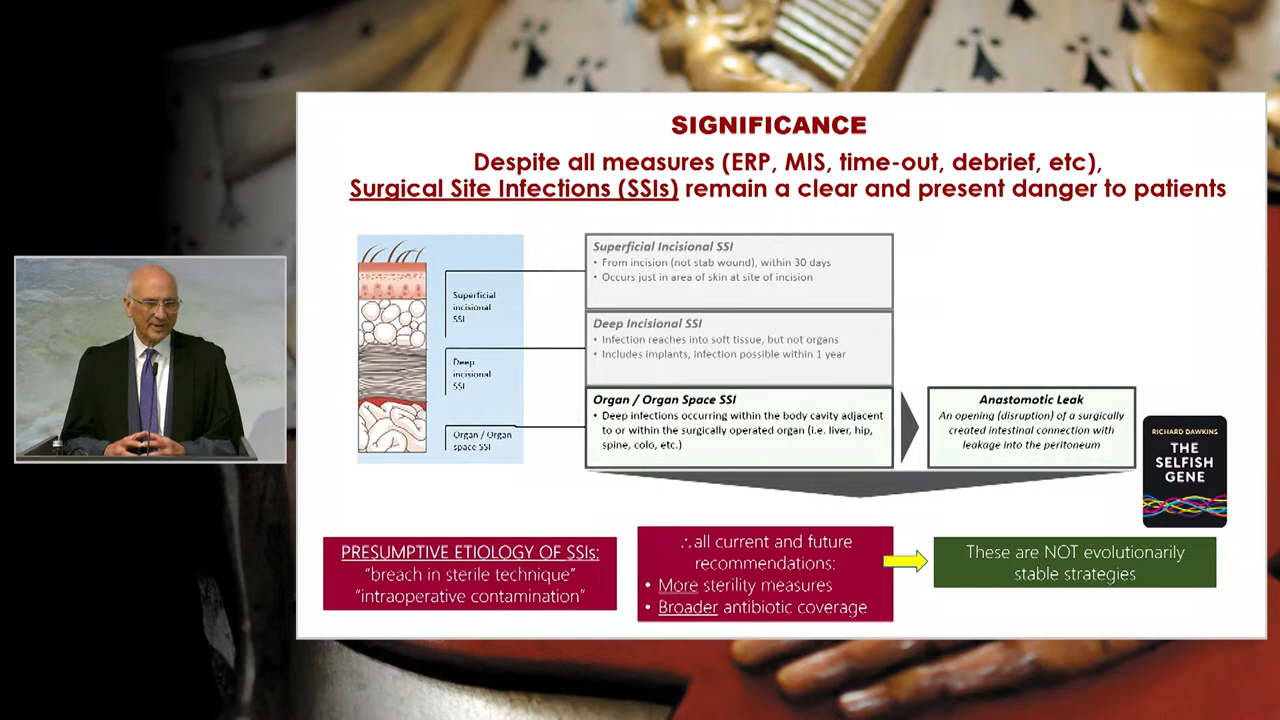 SIGNIFICANCE
Despite all measures (ERP, MIS, time-out, debrief, etc),
Surgical Site Infections (SSIs) remain a clear and present danger to patients
Superficial
incisional
SSI
Deep
incisional
SSI
Organ / Organ
space SSI
Superficial Incisional SSI
• From incision (not stab wound), within 30 days
• Occurs just in area of skin at site of incision
Deep Incisional SSI
• Infection reaches into soft tissue, but not organs
• Includes implants, infection possible within 1 year
Organ / Organ Space SSI
• Deep infections occurring within the body cavity adjacent
to or within the surgically operated organ (i.e. liver, hip,
spine, colo, etc.)
Anastomotic Leak
An opening (disruption) of a surgically
created intestinal connection with
leakage into the peritoneum
RICHARD DAWKINS
THE
SELFISH
GENE
PRESUMPTIVE ETIOLOGY OF SSIs:
“breach in sterile technique”
“intraoperative contamination”
∴all current and future
recommendations:
• More sterility measures
• Broader antibiotic coverage
These are NOT evolutionarily
stable strategies